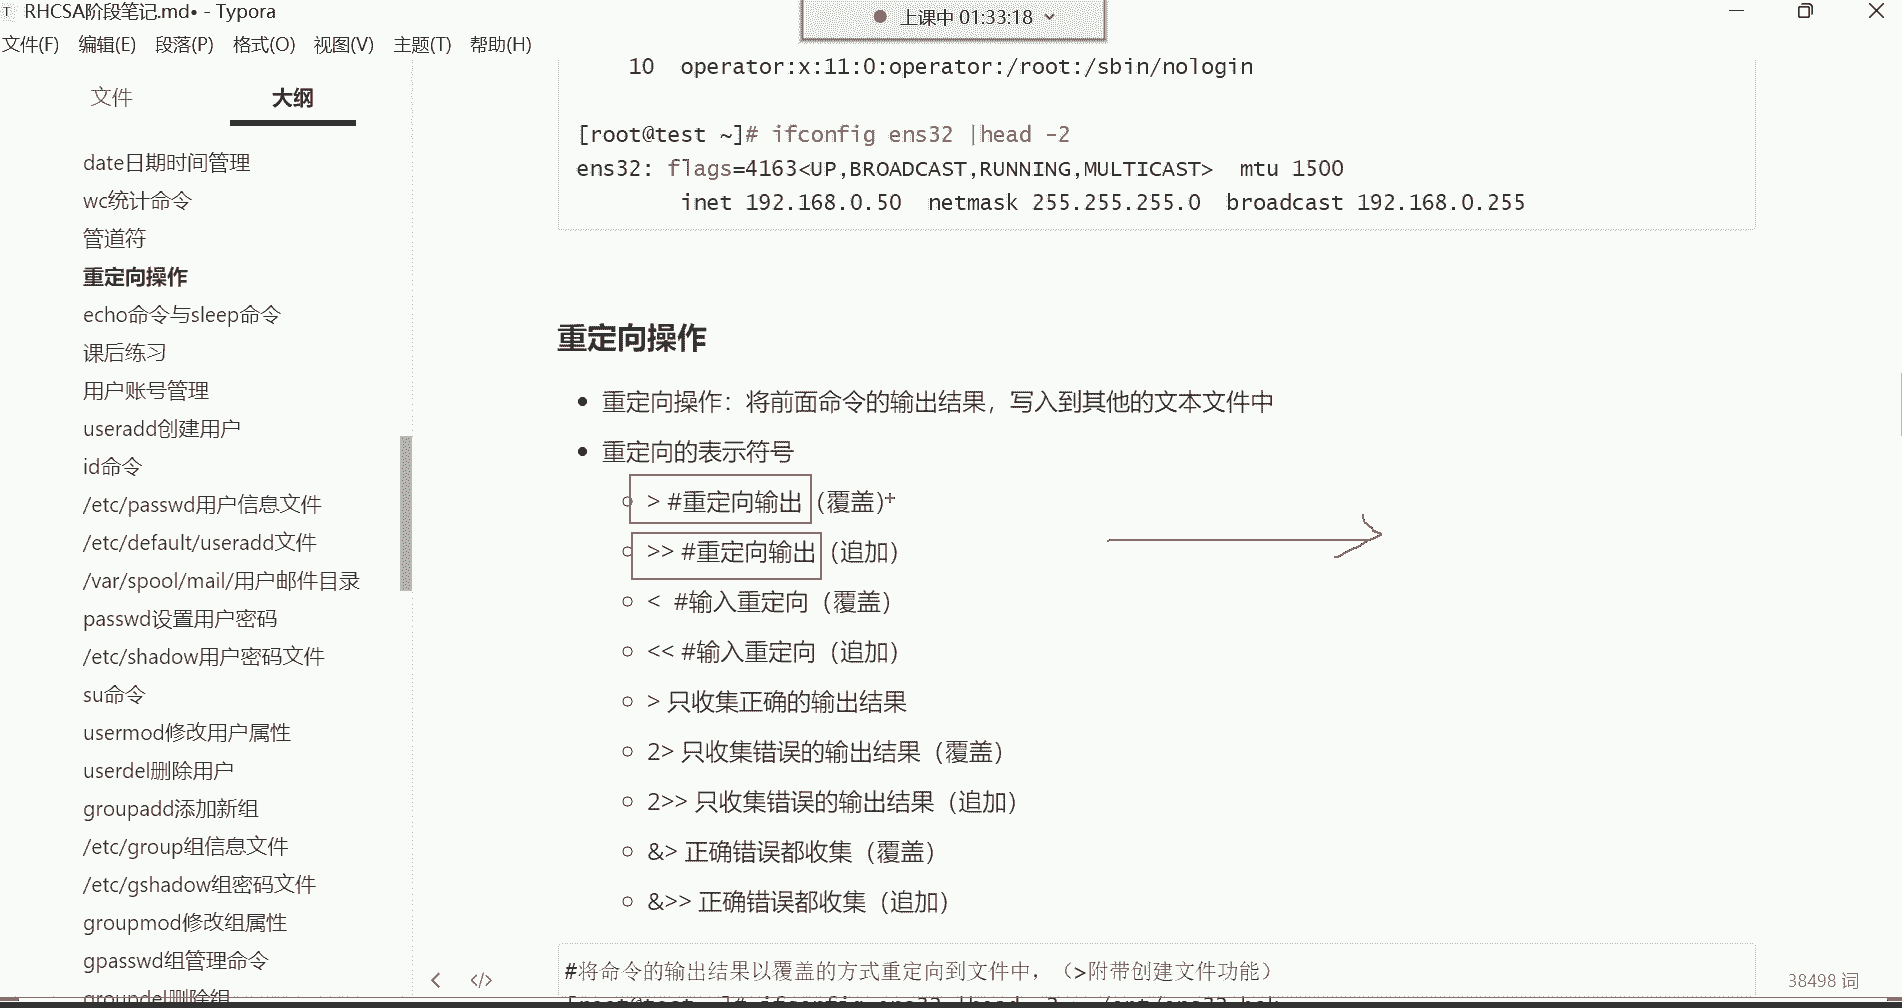 RHCSA阶段笔记.md• - Typora
上课中 01:33:18
文件(F) 编辑(E) 段落(P) 格式(O) 视图(V) 主题(T) 帮助(H)
文件 大纲
date日期时间管理
wc统计命令
管道符
重定向操作
echo命令与sleep命令
课后练习
用户账号管理
useradd创建用户
id命令
/etc/passwd用户信息文件
/etc/default/useradd文件
/var/spool/mail/用户邮件目录
passwd设置用户密码
/etc/shadow用户密码文件
su命令
usermod修改用户属性
userdel删除用户
groupadd添加新组
/etc/group组信息文件
/etc/gshadow组密码文件
groupmod修改组属性
gpasswd组管理命令
groupdel删除组
10 operator:x:11:0:operator:/root:/sbin/nologin
[root@test ~]# ifconfig ens32 |head -2
ens32: flags=4163<UP,BROADCAST,RUNNING,MULTICAST> mtu 1500
inet 192.168.0.50 netmask 255.255.255.0 broadcast 192.168.0.255
重定向操作
• 重定向操作：将前面命令的输出结果，写入到其他的文本文件中
• 重定向的表示符号
○ > #重定向输出（覆盖）
○ >> #重定向输出（追加）
○ < #输入重定向（覆盖）
○ << #输入重定向（追加）
○ > 只收集正确的输出结果
○ 2> 只收集错误的输出结果（覆盖）
○ 2>> 只收集错误的输出结果（追加）
○ &> 正确错误都收集（覆盖）
○ &>> 正确错误都收集（追加）
#将命令的输出结果以覆盖的方式重定向到文件中，（>附带创建文件功能）
38498 词